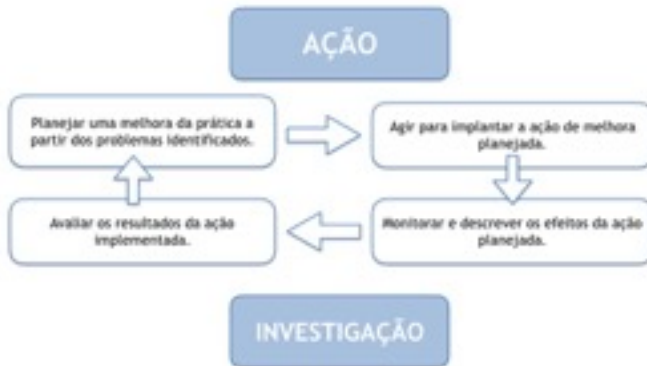 AÇÃO
Planejar uma melhora da prática a
partir dos problemas identificados.
Agir para implantar a ação de melhora
planejada.
Avaliar os resultados da ação
implementada.
Monitorar e descrever os efeitos da ação
planejada.
INVESTIGAÇÃO